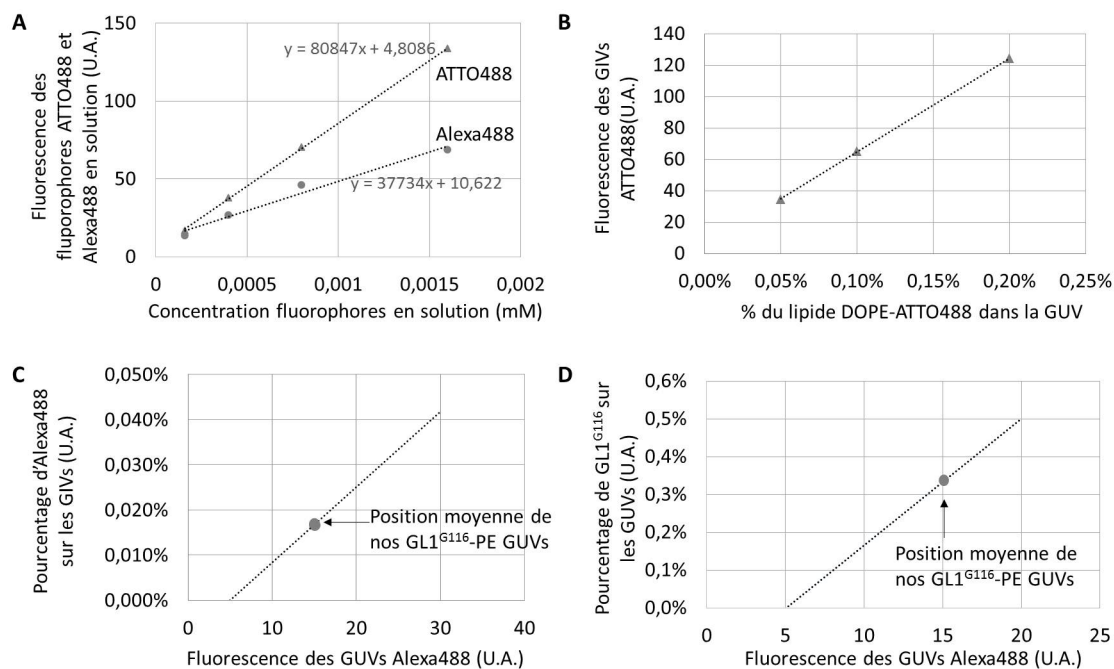 A
Fluorescence des
fluporophores ATTO488 et
Alexa488 en solution (U.A.)
150
100
50
0
y = 80847x + 4,8086
ATTO488
Alexa488
y = 37734x + 10,622
0
0,0005
0,001
0,0015
0,002
Concentration fluorophores en solution (mM)
B
Fluorescence des GIVs
ATTO488(U.A.)
140
120
100
80
60
40
20
0
0,00%
0,05%
0,10%
0,15%
0,20%
0,25%
% du lipide DOPE-ATTO488 dans la GUV
C
Pourcentage d'Alexa488
sur les GIVs (U.A.)
0,050%
0,040%
0,030%
0,020%
0,010%
0,000%
Position moyenne de
nos GL1G116-PE GUVs
0
10
20
30
40
Fluorescence des GUVs Alexa488 (U.A.)
D
Pourcentage de GL1G116 sur
les GUVs (U.A.)
0,6%
0,5%
0,4%
0,3%
0,2%
0,1%
0,0%
Position moyenne de
nos GL1G116-PE GUVs
0
5
10
15
20
25
Fluorescence des GUVs Alexa488 (U.A.)